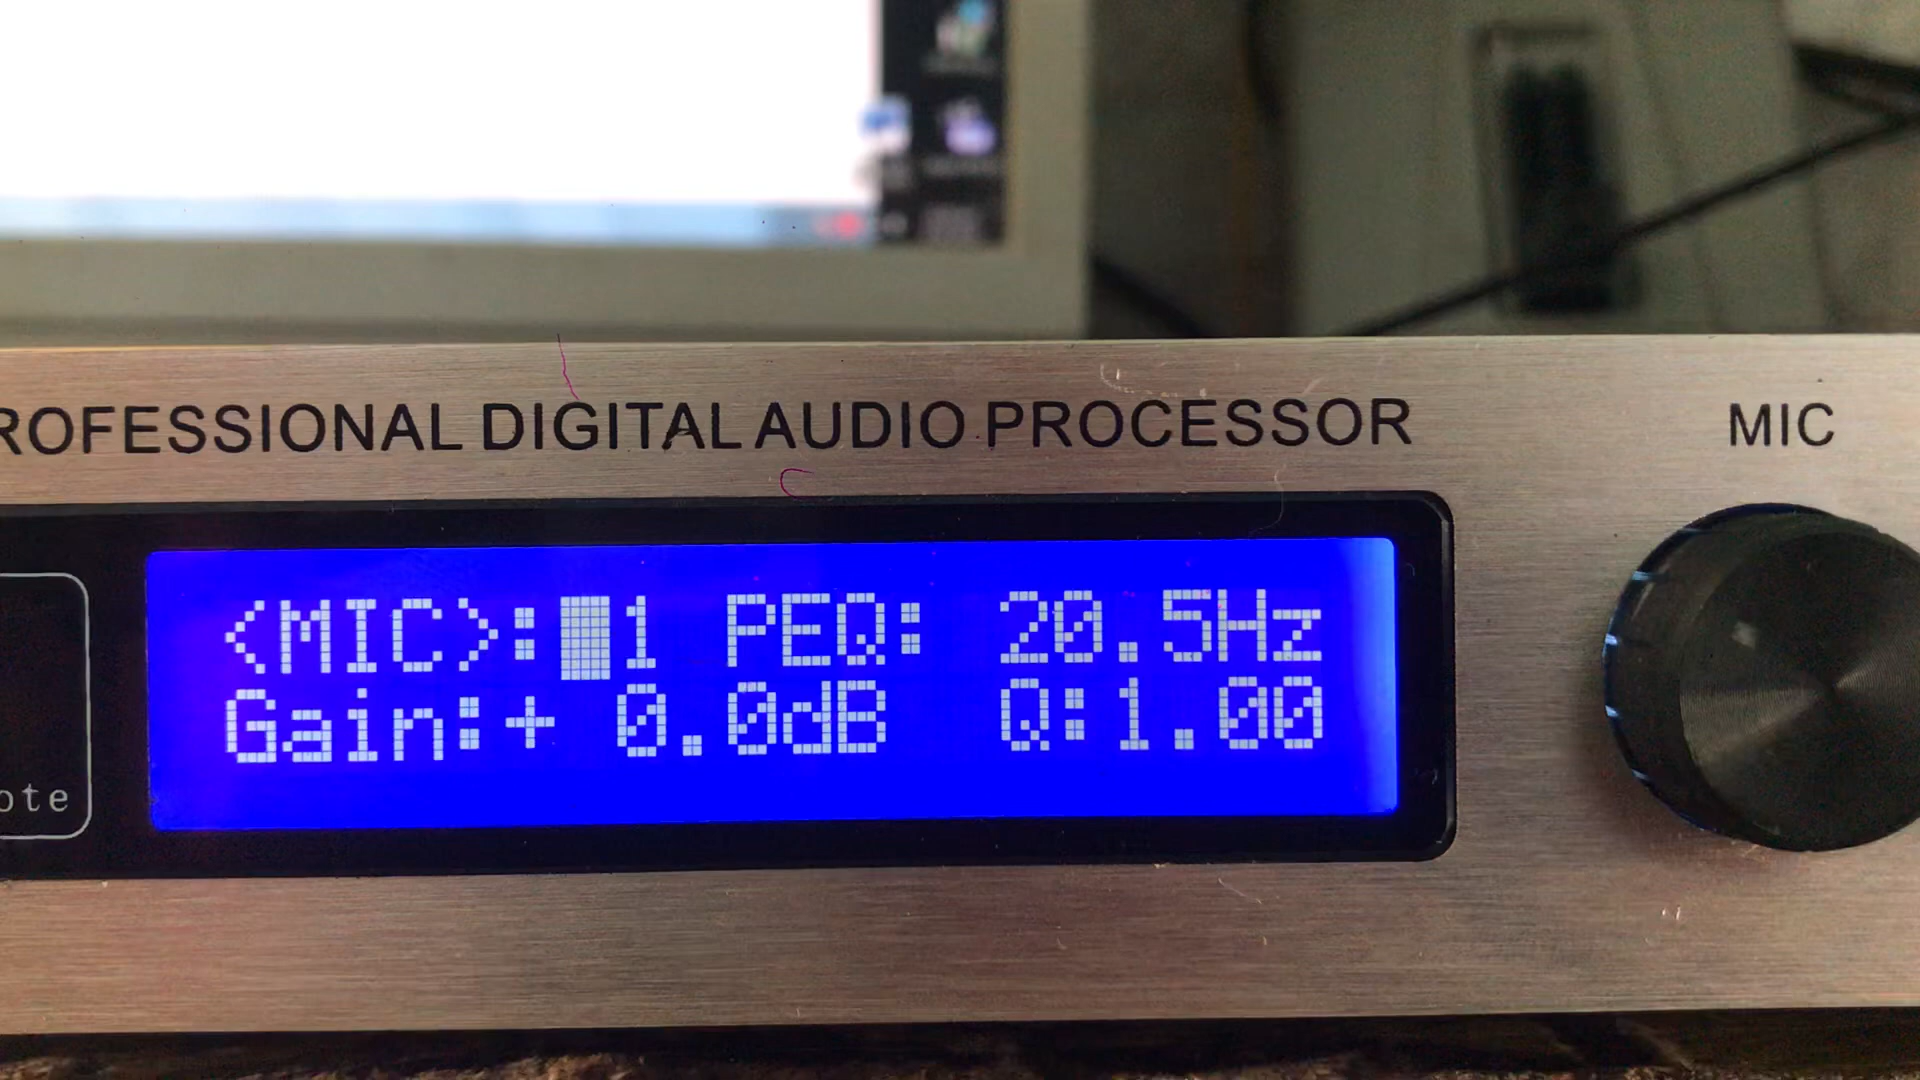 ROFESSIONAL DIGITAL AUDIO PROCESSOR
MIC
<MIC>:█1 PEQ: 20.5Hz
Gain:+ 0.0dB Q:1.00
ote